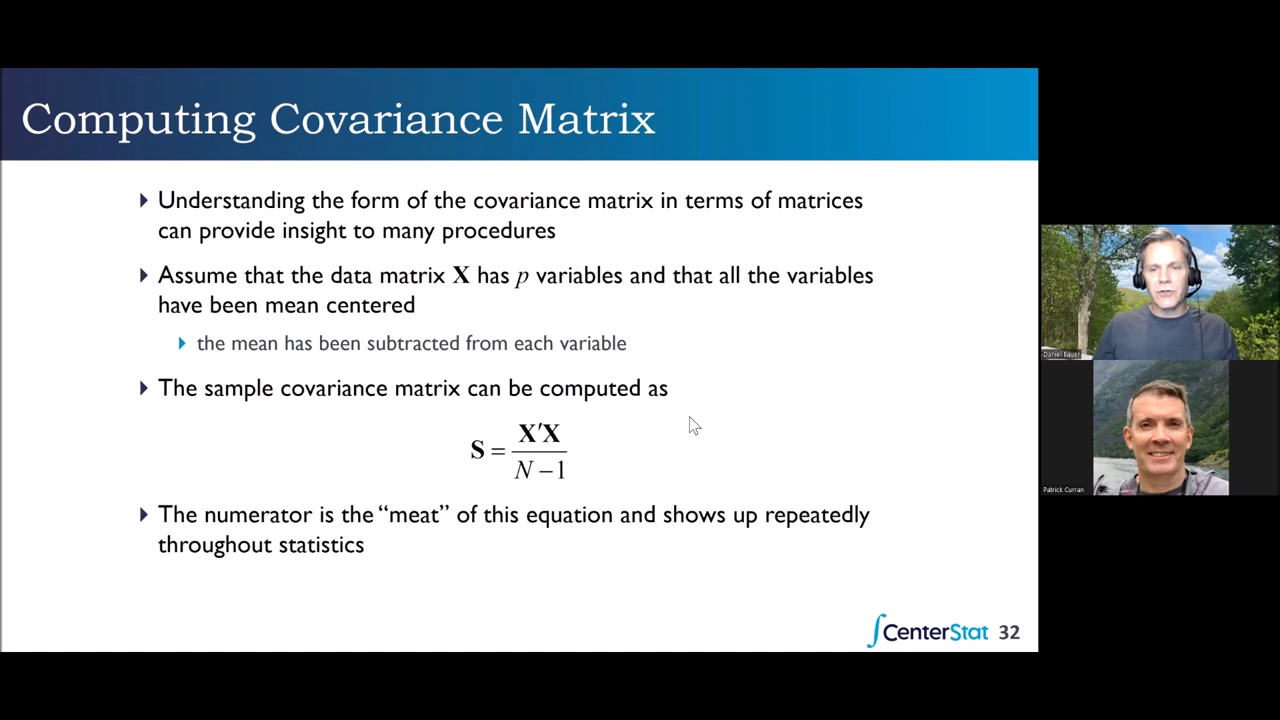 Computing Covariance Matrix
Understanding the form of the covariance matrix in terms of matrices
can provide insight to many procedures
Assume that the data matrix X has p variables and that all the variables
have been mean centered
the mean has been subtracted from each variable
The sample covariance matrix can be computed as
S = X′X / N − 1
The numerator is the “meat” of this equation and shows up repeatedly
throughout statistics
∫CenterStat 32
Daniel Bauer
Patrick Curran